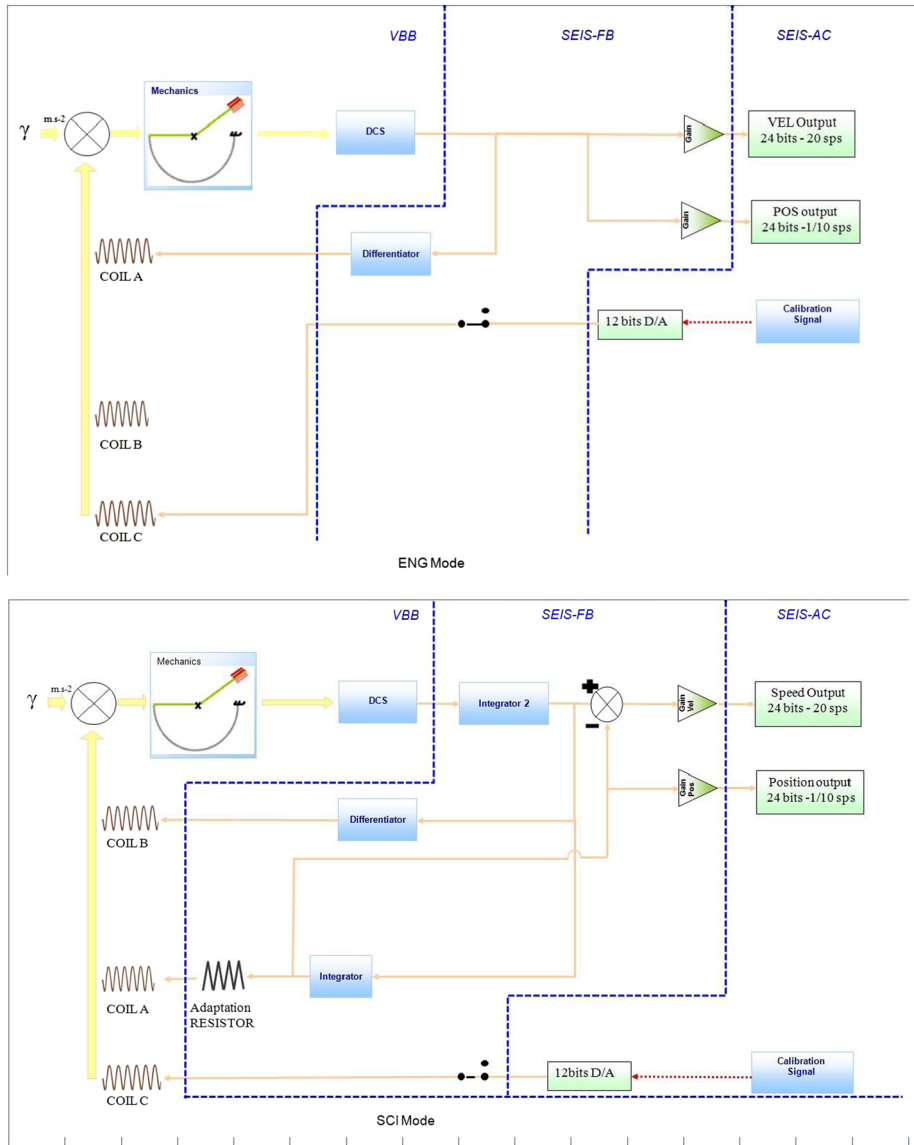 VBB
SEIS-FB
SEIS-AC
Mechanics
γ
m.s-2
DCS
Gain
VEL Output
24 bits - 20 sps
Gain
POS output
24 bits -1/10 sps
Differentiator
COIL A
12 bits D/A
Calibration
Signal
COIL B
COIL C
ENG Mode
VBB
SEIS-FB
SEIS-AC
Mechanics
γ
m.s-2
DCS
Integrator 2
+
−
Gain
Vel
Speed Output
24 bits - 20 sps
Gain
Pos
Position output
24 bits -1/10 sps
Differentiator
COIL B
Integrator
COIL A
Adaptation
RESISTOR
12bits D/A
Calibration
Signal
COIL C
SCI Mode